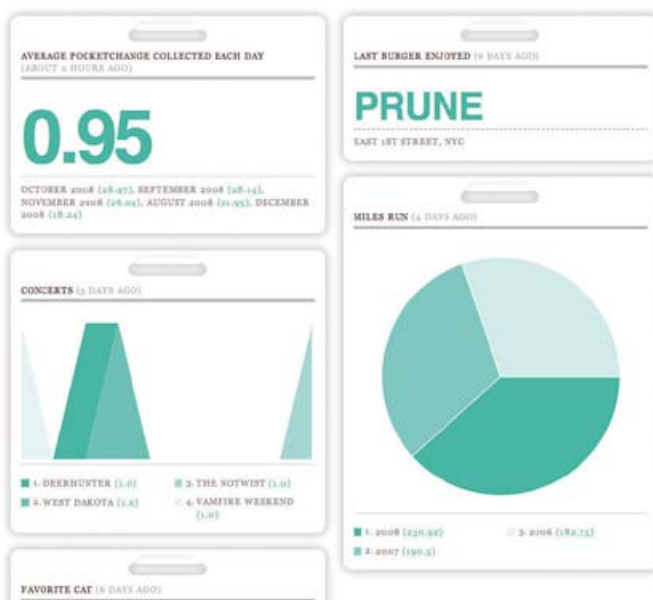 AVERAGE POCKETCHANGE COLLECTED EACH DAY
(ABOUT 2 HOURS AGO)
0.95
OCTOBER 2008 (28.97), SEPTEMBER 2008 (28.14),
NOVEMBER 2008 (26.04), AUGUST 2008 (21.95), DECEMBER
2008 (18.24)
CONCERTS (3 DAYS AGO)
1. DEERHUNTER (1.0)
2. WEST DAKOTA (1.0)
3. THE NOTWIST (1.0)
4. VAMPIRE WEEKEND
(1.0)
FAVORITE CAT (6 DAYS AGO)
LAST BURGER ENJOYED (6 DAYS AGO)
PRUNE
EAST 1ST STREET, NYC
MILES RUN (4 DAYS AGO)
1. 2008 (230.92)
2. 2007 (190.5)
3. 2006 (182.75)